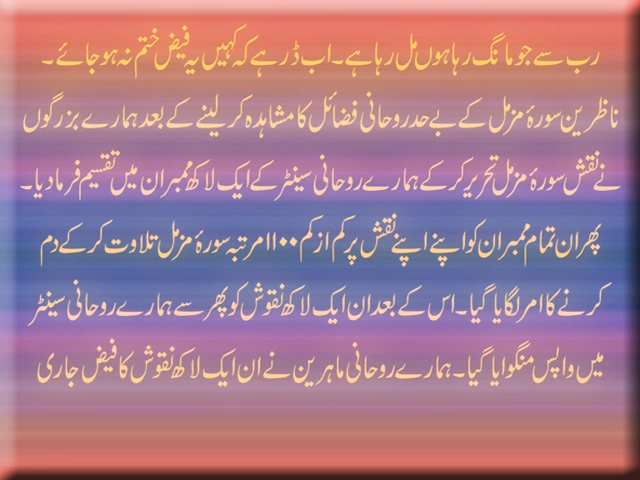 رب سے جو مانگ رہا ہوں مل رہا ہے۔ اب ڈر ہے کہ کہیں یہ فیض ختم نہ ہو جائے۔
ناظرین سورۂ مزمل کے بے حد روحانی فضائل کا مشاہدہ کر لینے کے بعد ہمارے بزرگوں
نے نقش سورۂ مزمل تحریر کر کے ہمارے روحانی سینٹر کے ایک لاکھ ممبران میں تقسیم فرما دیا۔
پھر ان تمام ممبران کو اپنے اپنے نقش پر کم از کم ۱۱۰۰ مرتبہ سورۂ مزمل تلاوت کر کے دم
کرنے کا امر لگایا گیا۔ اس کے بعد ان ایک لاکھ نقوش کو پھر سے ہمارے روحانی سینٹر
میں واپس منگوایا گیا۔ ہمارے روحانی ماہرین نے ان ایک لاکھ نقوش کا فیض جاری